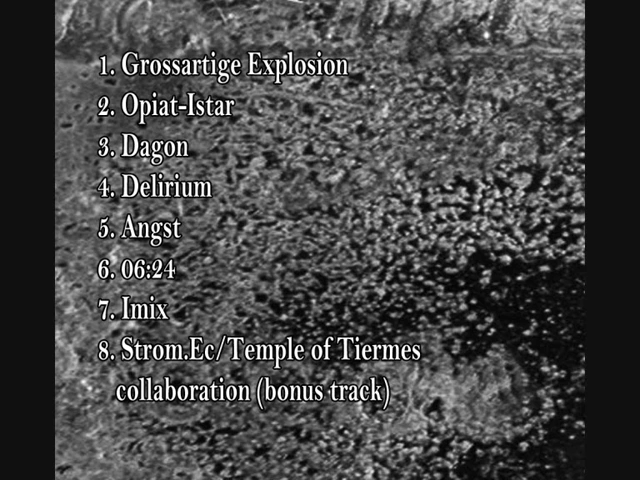 1. Grossartige Explosion
2. Opiat-Istar
3. Dagon
4. Delirium
5. Angst
6. 06:24
7. Imix
8. Strom.Ec/Temple of Tiermes
collaboration (bonus track)